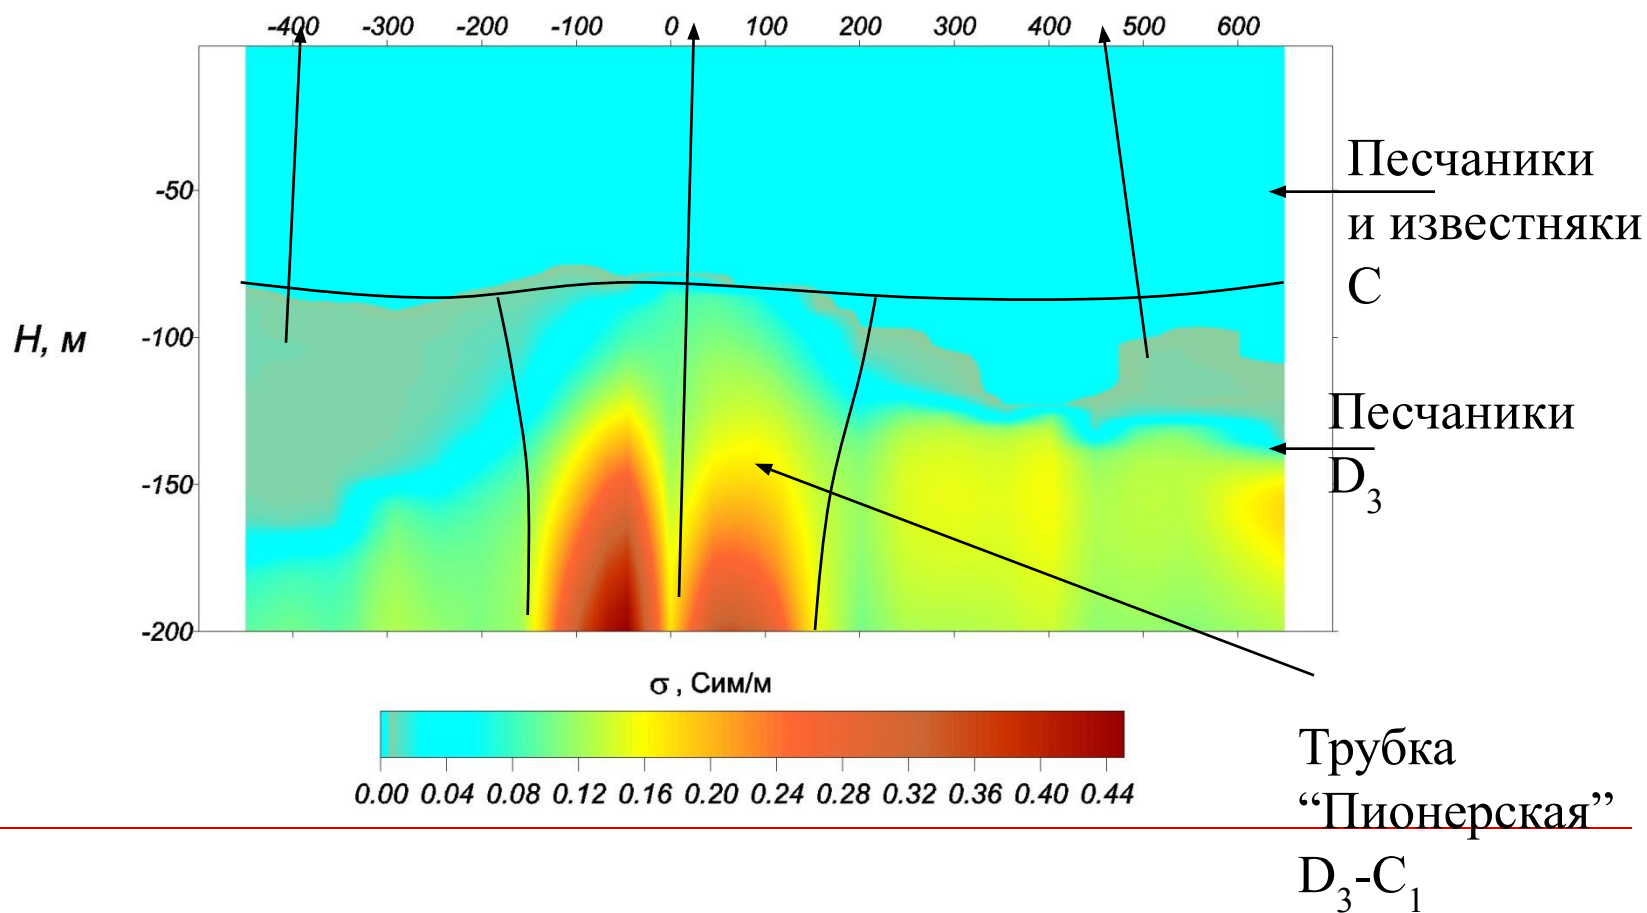 -400 -300 -200 -100 0 100 200 300 400 500 600
Песчаники
-50
и известняки
С
Н, м
-100
Песчаники
-150
D3
-200
σ , Сим/м
Трубка
0.00 0.04 0.08 0.12 0.16 0.20 0.24 0.28 0.32 0.36 0.40 0.44
“Пионерская”
D3-C1